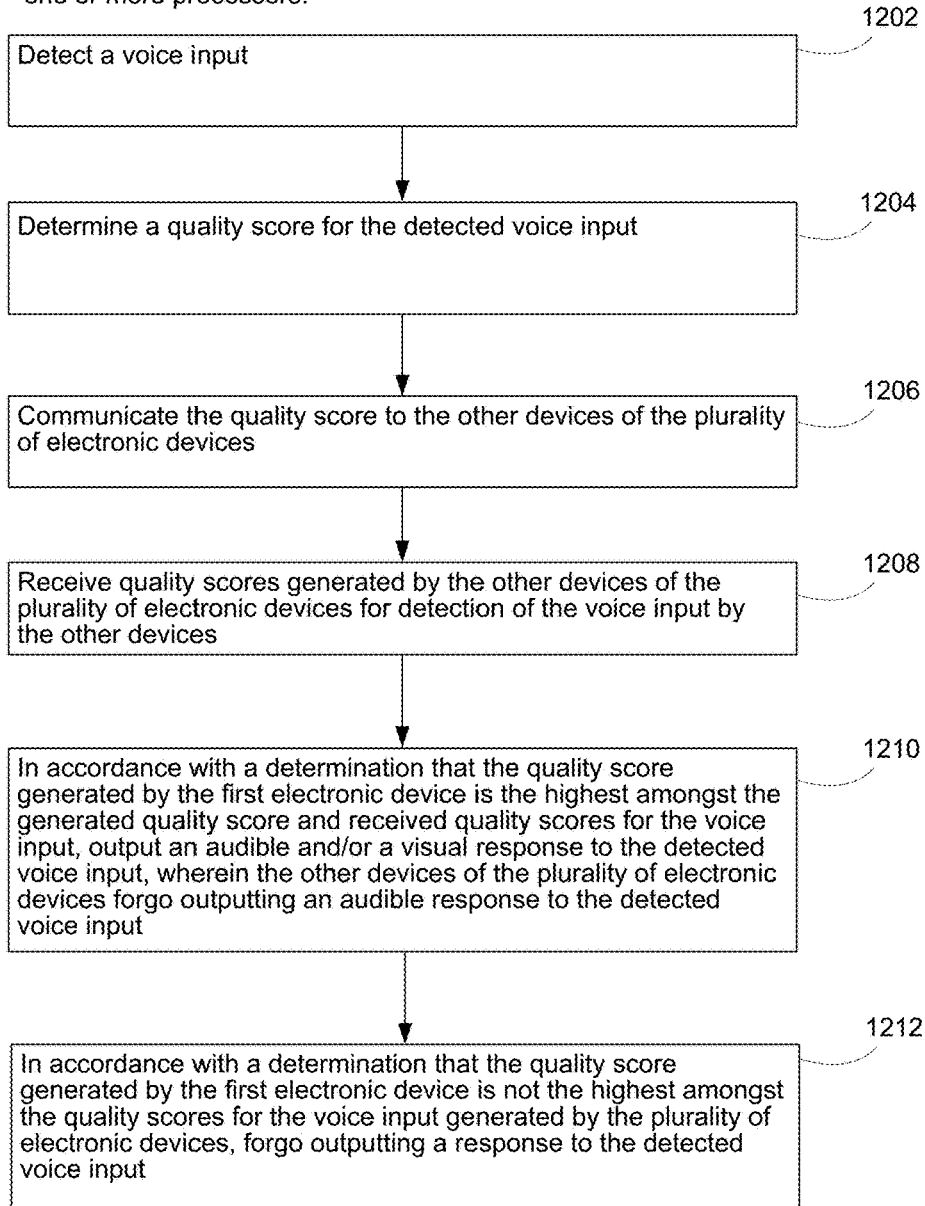 one or more processors:
1202
Detect a voice input
1204
Determine a quality score for the detected voice input
1206
Communicate the quality score to the other devices of the plurality
of electronic devices
1208
Receive quality scores generated by the other devices of the
plurality of electronic devices for detection of the voice input by
the other devices
1210
In accordance with a determination that the quality score
generated by the first electronic device is the highest amongst the
generated quality score and received quality scores for the voice
input, output an audible and/or a visual response to the detected
voice input, wherein the other devices of the plurality of electronic
devices forgo outputting an audible response to the detected
voice input
1212
In accordance with a determination that the quality score
generated by the first electronic device is not the highest amongst
the quality scores for the voice input generated by the plurality of
electronic devices, forgo outputting a response to the detected
voice input